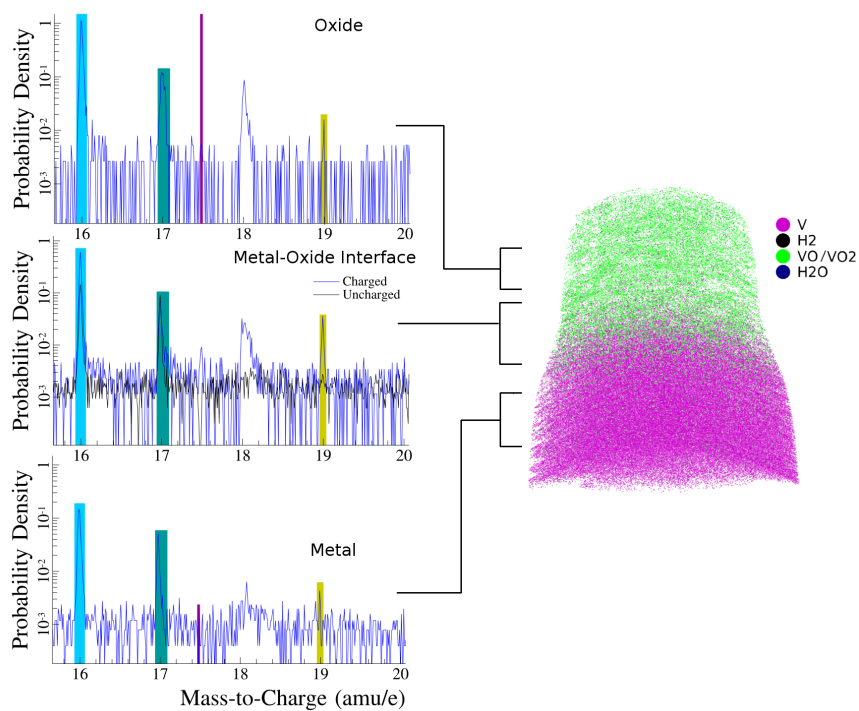 Oxide
Probability Density
1
10-1
10-2
10-3
16 17 18 19 20
Metal-Oxide Interface
Charged
Uncharged
Probability Density
1
10-1
10-2
10-3
16 17 18 19 20
Metal
Probability Density
1
10-1
10-2
10-3
16 17 18 19 20
Mass-to-Charge (amu/e)
V
H2
VO/VO2
H2O